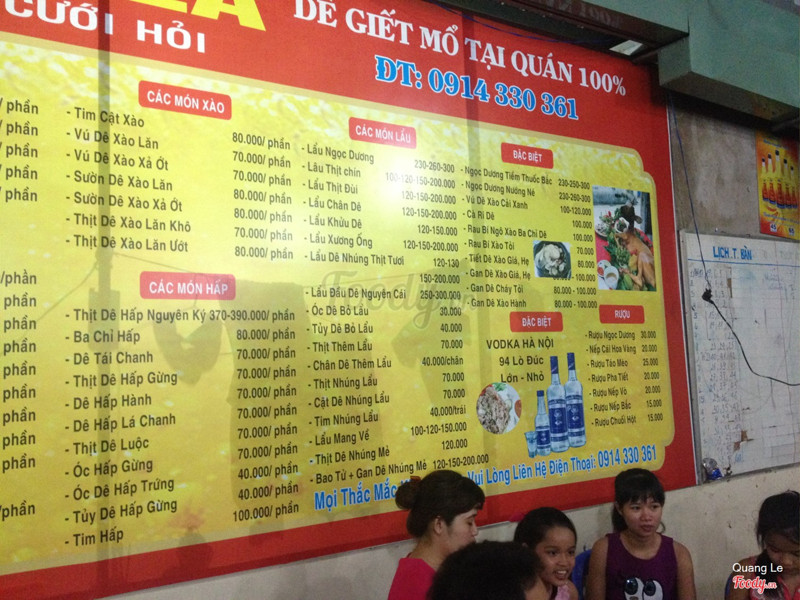 CƯỚI HỎI
DÊ GIẾT MỔ TẠI QUÁN 100%
ĐT: 0914 330 361
/ phần
/ phần
/ phần
/ phần
/ phần
/ phần
/ phần
CÁC MÓN XÀO
- Tim Cật Xào
- Vú Dê Xào Lăn 80.000/ phần
- Vú Dê Xào Xả Ớt 70.000/ phần
- Sườn Dê Xào Lăn 70.000/ phần
- Sườn Dê Xào Xả Ớt 80.000/ phần
- Thịt Dê Xào Lăn Khô 70.000/ phần
- Thịt Dê Xào Lăn Ướt 80.000/ phần
CÁC MÓN HẤP
- Thịt Dê Hấp Nguyên Ký 370-390.000/ phần
- Ba Chỉ Hấp 80.000/ phần
- Dê Tái Chanh 70.000/ phần
- Thịt Dê Hấp Gừng 70.000/ phần
- Dê Hấp Hành 70.000/ phần
- Dê Hấp Lá Chanh 70.000/ phần
- Thịt Dê Luộc 70.000/ phần
- Óc Hấp Gừng 40.000/ phần
- Óc Dê Hấp Trứng 40.000/ phần
- Tủy Dê Hấp Gừng 100.000/ phần
- Tim Hấp
CÁC MÓN LẨU
- Lẩu Ngọc Dương 230-260-300
- Lâu Thịt chín 100-120-150-200.000
- Lẩu Thịt Đùi 120-150-200.000
- Lẩu Chân Dê 120-150.000
- Lẩu Khửu Dê 120-150-200.000
- Lẩu Xương Ống 120-130
- Lẩu Dê Nhúng Thịt Tươi 150-200.000
- Lẩu Đầu Dê Nguyên Cái 250-300.000
- Óc Dê Bỏ Lẩu 30.000
- Tủy Dê Bỏ Lẩu 40.000
- Thịt Thêm Lẩu 70.000
- Chân Dê Thêm Lẩu 40.000/chân
- Thịt Nhúng Lẩu 70.000
- Cật Dê Nhúng Lẩu 70.000
- Tim Nhúng Lẩu 40.000/trái
- Lẩu Mang Về 100-120-150.000
- Thịt Dê Nhúng Mẻ 120.000
- Bao Tử + Gan Dê Nhúng Mẻ 120-150-200.000
ĐẶC BIỆT
- Ngọc Dương Tiềm Thuốc Bắc 230-250-300
- Ngọc Dương Nướng Né 230-260-300
- Vú Dê Xào Cải Xanh 100-120.000
- Cà Ri Dê 100.000
- Rau Bí Ngô Xào Ba Chỉ Dê 100.000
- Rau Bí Xào Tỏi
- Tiết Dê Xào Giá, Hẹ
- Gan Dê Xào Giá, Hẹ
- Gan Dê Cháy Tỏi 80.000 - 100.000
- Gan Dê Xào Hành 80.000 - 100.000
ĐẶC BIỆT
VODKA HÀ NỘI
94 Lò Đúc
Lớn - Nhỏ
RƯỢU
- Rượu Ngọc Dương 30.000
- Nếp Cái Hoa Vàng 20.000
- Rượu Táo Mèo 25.000
- Rượu Pha Tiết 20.000
- Rượu Nếp Vò 20.000
- Rượu Nếp Bắc 15.000
- Rượu Chuối Hột 15.000
Mọi Thắc Mắc Vui Lòng Liên Hệ Điện Thoại: 0914 330 361
LỊCH T. BÀN
Foody.vn
Quang Le
Foody.vn